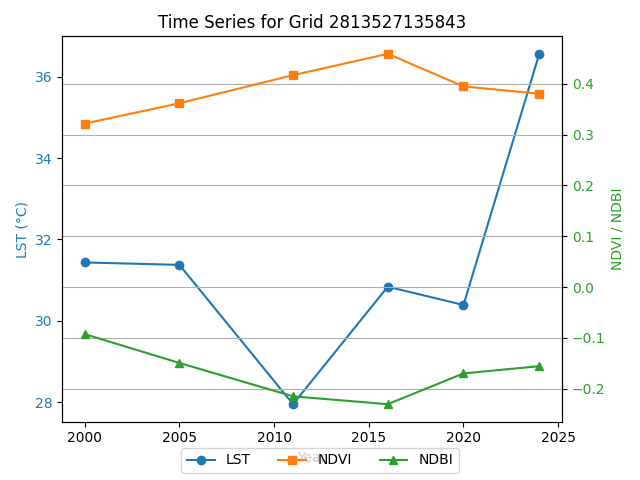 Time Series for Grid 2813527135843
36
34
32
30
28
LST (°C)
0.4
0.3
0.2
0.1
0.0
−0.1
−0.2
NDVI / NDBI
2000 2005 2010 2015 2020 2025
Year
LST NDVI NDBI